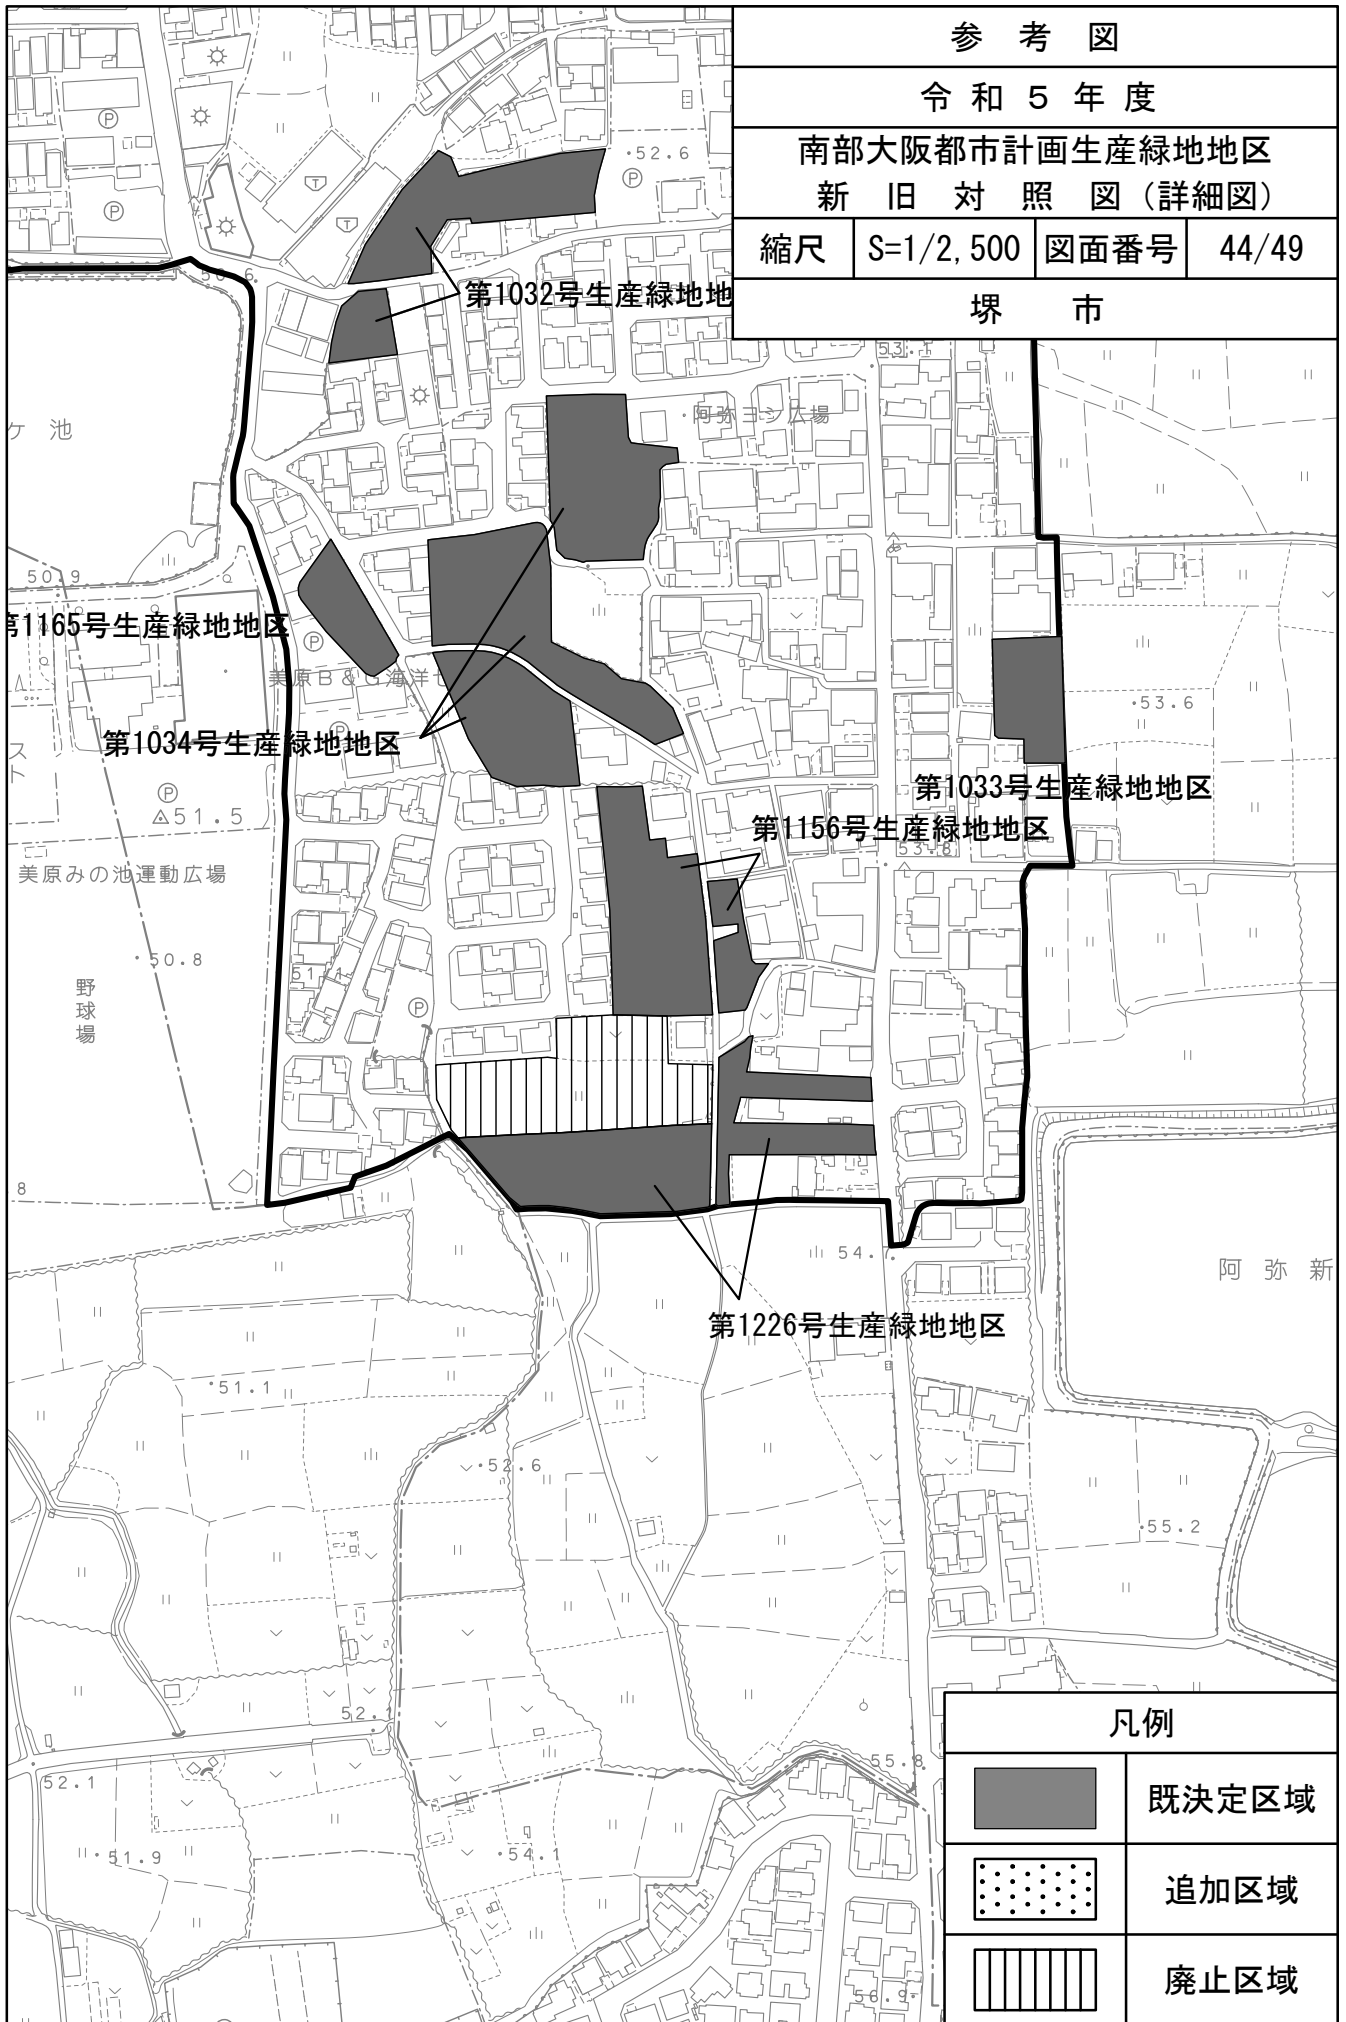 参考図
令和5年度
南部大阪都市計画生産緑地地区
新旧対照図(詳細図)
縮尺 S=1/2,500 図面番号 44/49
堺市
52.6
第1032号生産緑地地
53.1
阿弥ヨシ広場
ケ池
50.9
第1165号生産緑地地区
美原B&G海洋セ
53.6
第1034号生産緑地地区
第1033号生産緑地地区
51.5
第1156号生産緑地地区
53.8
美原みの池運動広場
50.8
51.1
野球場
8
54.7
阿弥新
第1226号生産緑地地区
51.1
52.6
55.2
52.1
55.8
52.1
51.9
54.1
56.9
凡例
既決定区域
追加区域
廃止区域